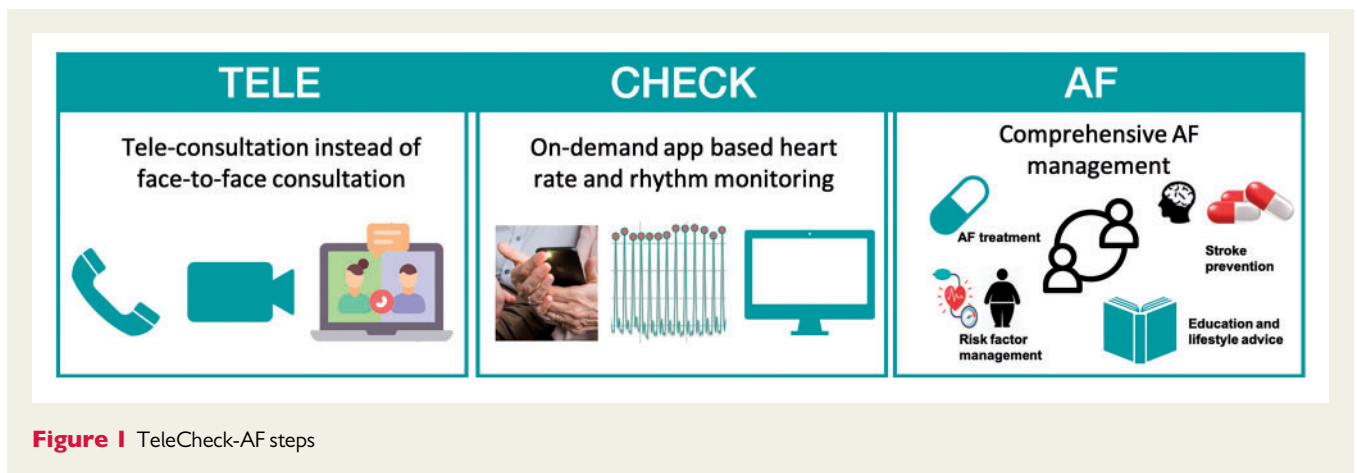 TELE
Tele-consultation instead of
face-to-face consultation
CHECK
On-demand app based heart
rate and rhythm monitoring
AF
Comprehensive AF
management
AF treatment
Stroke
prevention
Risk factor
management
Education and
lifestyle advice
Figure 1 TeleCheck-AF steps